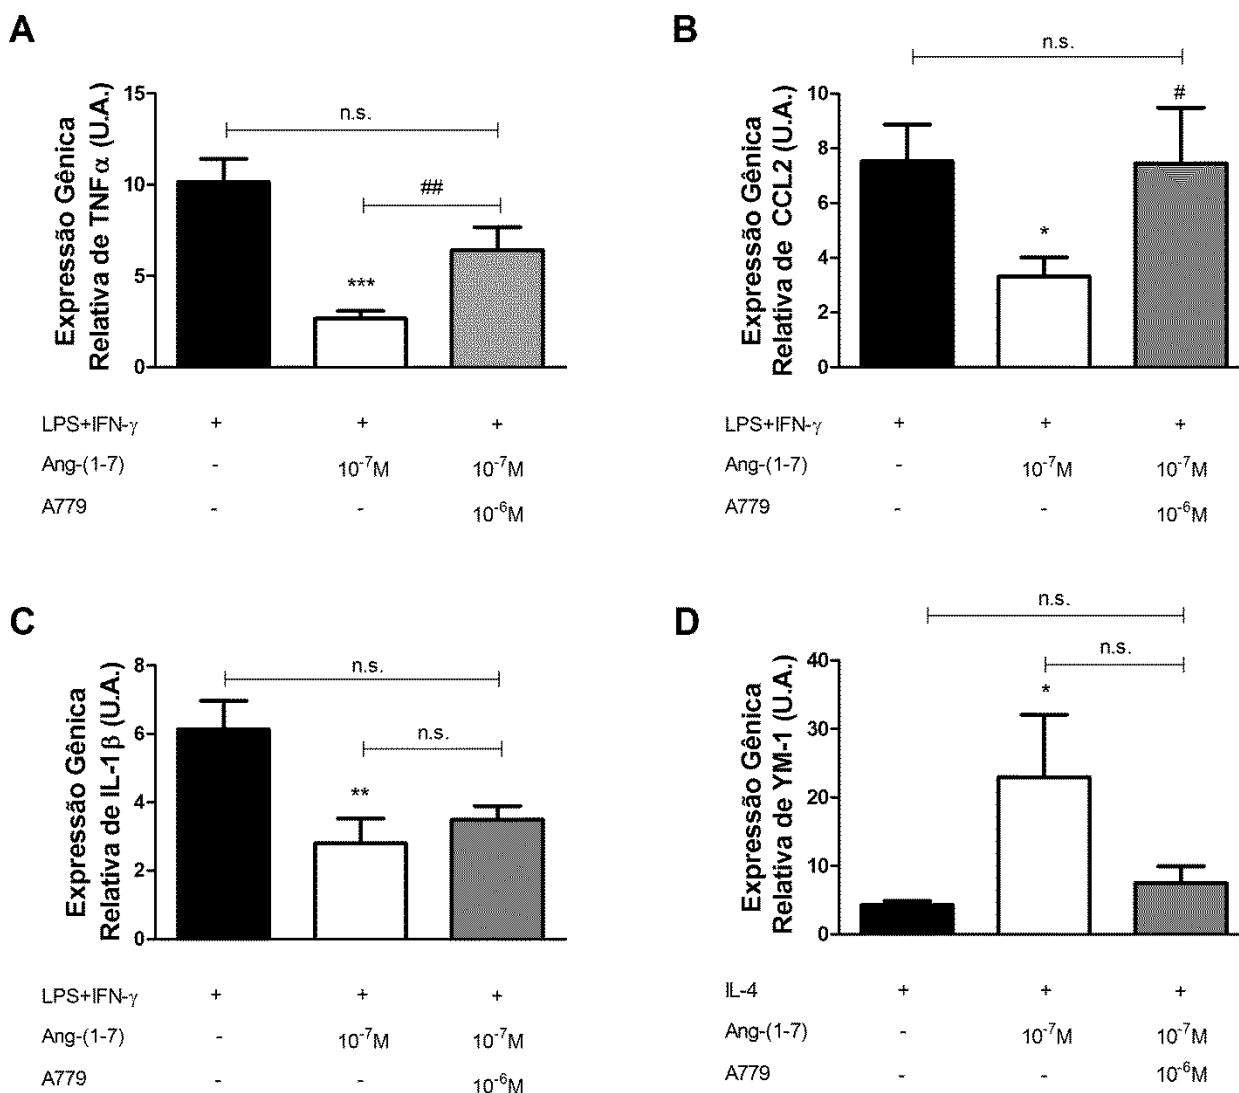 A
Expressão Gênica
Relativa de TNFα (U.A.)
15
10
5
0
n.s.
##
***
LPS+IFN-γ + + +
Ang-(1-7) - 10⁻⁷M 10⁻⁷M
A779 - - 10⁻⁶M
B
Expressão Gênica
Relativa de CCL2 (U.A.)
10
8
6
4
2
0
n.s.
#
*
LPS+IFN-γ + + +
Ang-(1-7) - 10⁻⁷M 10⁻⁷M
A779 - - 10⁻⁶M
C
Expressão Gênica
Relativa de IL-1β (U.A.)
8
6
4
2
0
n.s.
n.s.
**
LPS+IFN-γ + + +
Ang-(1-7) - 10⁻⁷M 10⁻⁷M
A779 - - 10⁻⁶M
D
Expressão Gênica
Relativa de YM-1 (U.A.)
40
30
20
10
0
n.s.
n.s.
*
IL-4 + + +
Ang-(1-7) - 10⁻⁷M 10⁻⁷M
A779 - - 10⁻⁶M